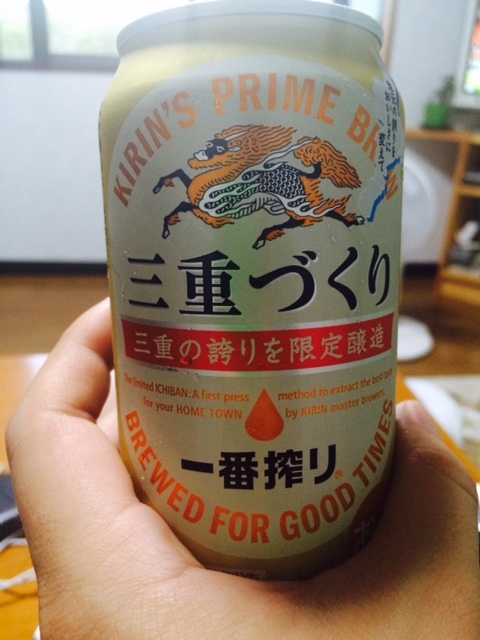 KIRIN'S PRIME BREW
三重づくり
三重の誇りを限定醸造
The limited ICHIBAN: A first press method to extract the best taste
for your HOME TOWN by KIRIN master brewers
一番搾り®
BREWED FOR GOOD TIMES
お